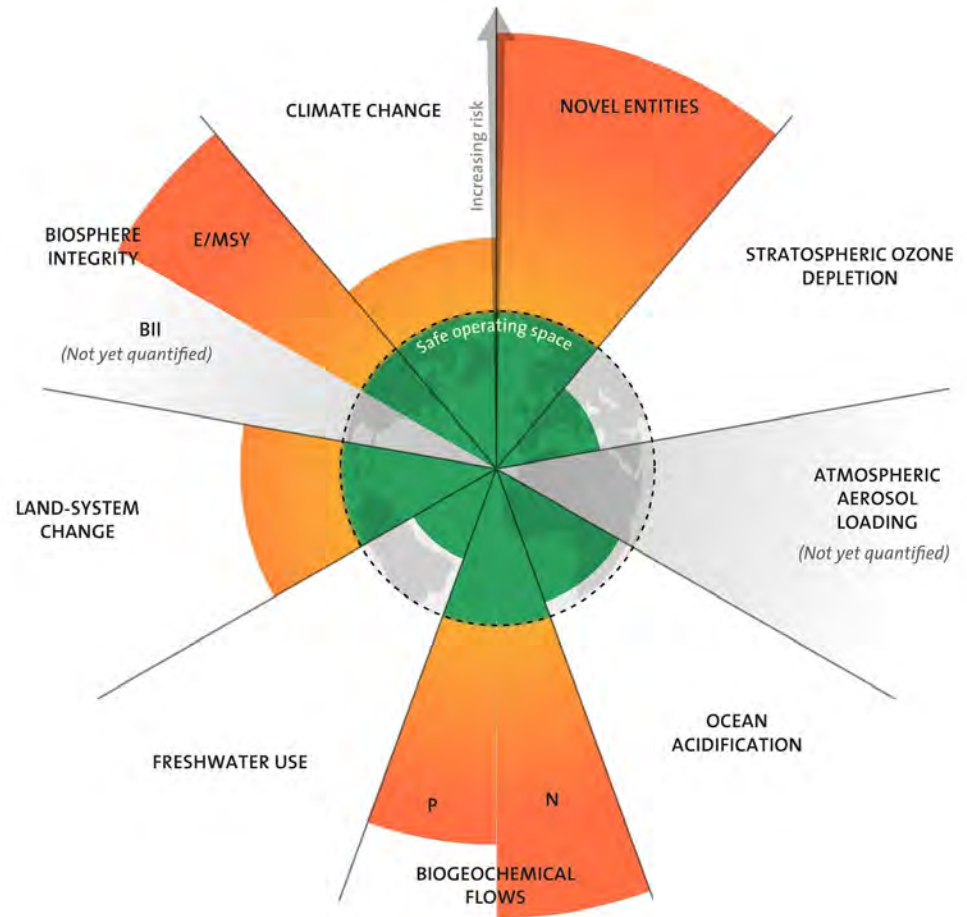 CLIMATE CHANGE
NOVEL ENTITIES
Increasing risk
BIOSPHERE
INTEGRITY
E/MSY
STRATOSPHERIC OZONE
DEPLETION
BII
(Not yet quantified)
Safe operating space
LAND-SYSTEM
CHANGE
ATMOSPHERIC
AEROSOL
LOADING
(Not yet quantified)
OCEAN
ACIDIFICATION
FRESHWATER USE
P
N
BIOGEOCHEMICAL
FLOWS